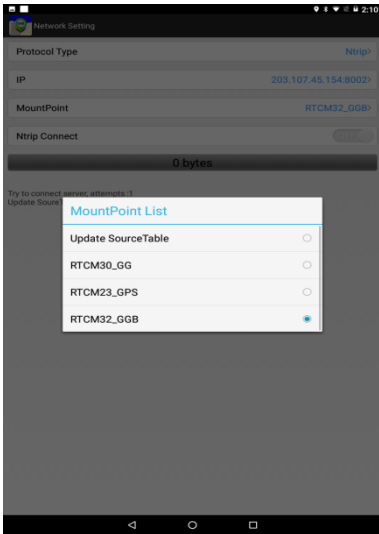 2:10
Network Setting
Protocol Type
Ntrip>
IP
203.107.45.154:8002>
MountPoint
RTCM32_GGB>
Ntrip Connect
0 bytes
Try to connect server, attempts:1
Update Soure
MountPoint List
Update SourceTable
RTCM30_GG
RTCM23_GPS
RTCM32_GGB